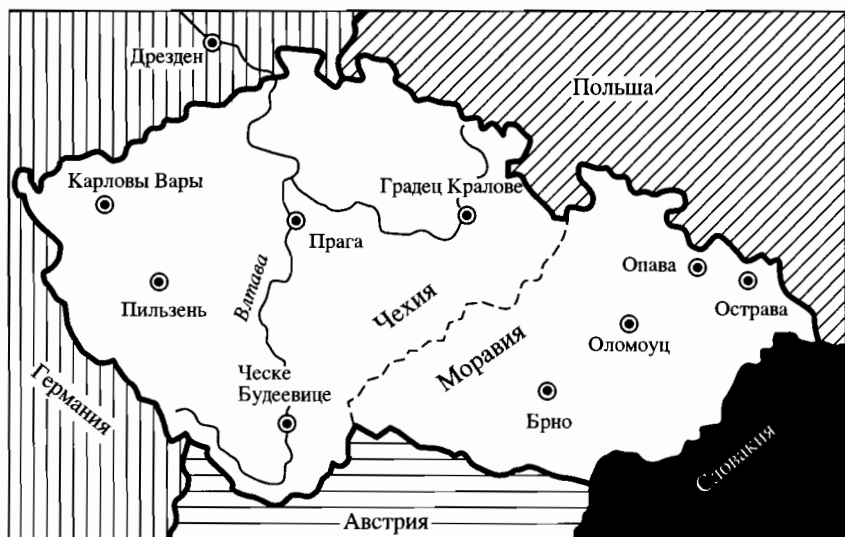 Дрезден
Польша
Карловы Вары
Градец Кралове
Прага
Опава
Влтава
Острава
Пильзень
Чехия
Оломоуц
Моравия
Ческе
Будеевице
Германия
Брно
Словакия
Австрия